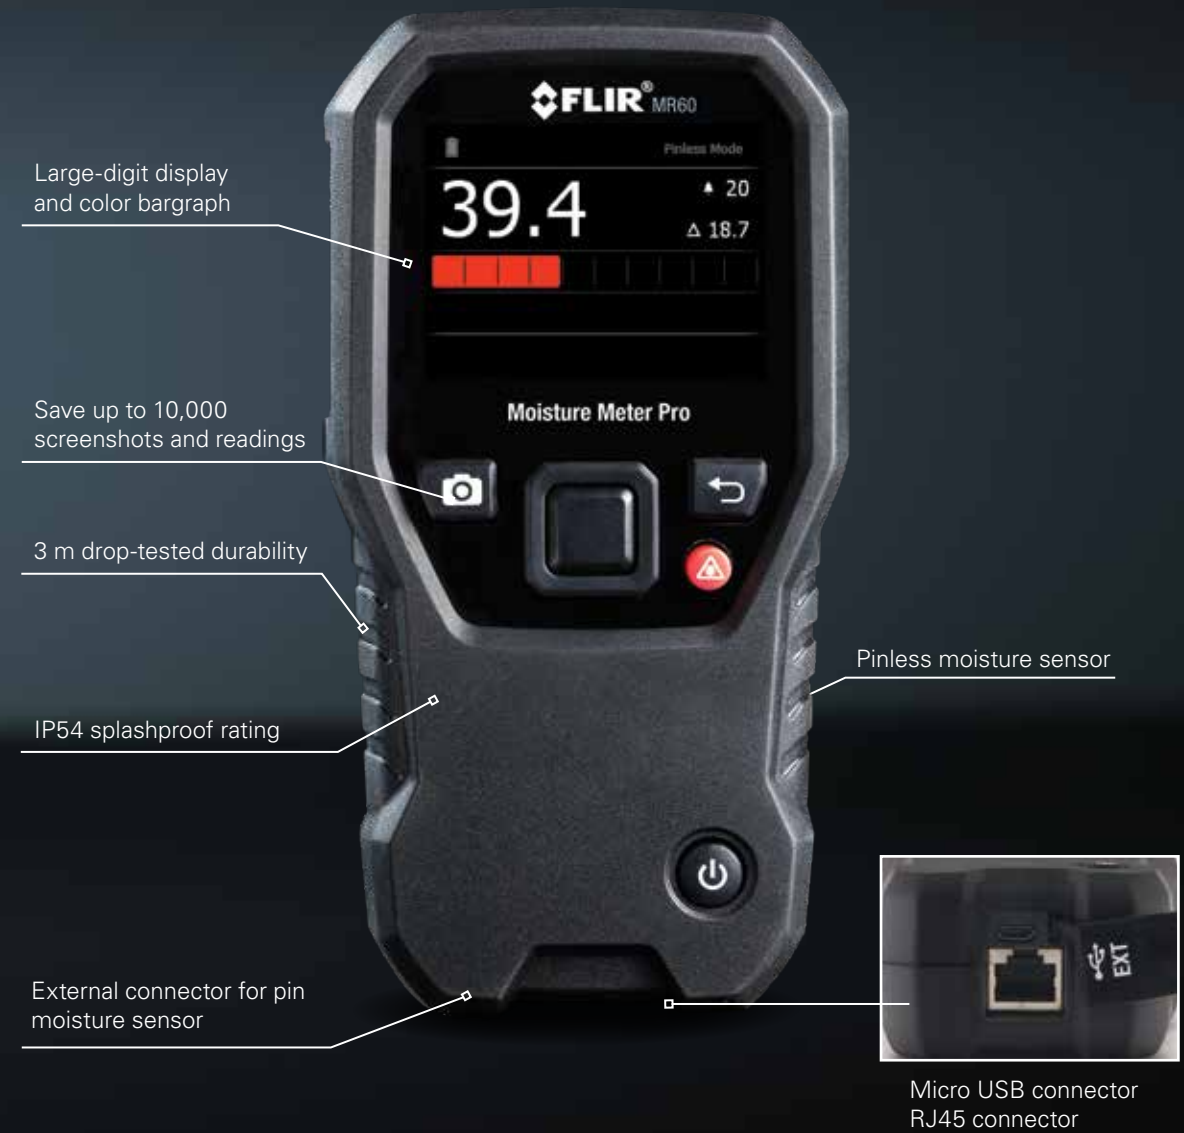 FLIR® MR60
Pinless Mode
39.4
20
Δ 18.7
Large-digit display
and color bargraph
Moisture Meter Pro
Save up to 10,000
screenshots and readings
3 m drop-tested durability
Pinless moisture sensor
IP54 splashproof rating
EXT
External connector for pin
moisture sensor
Micro USB connector
RJ45 connector